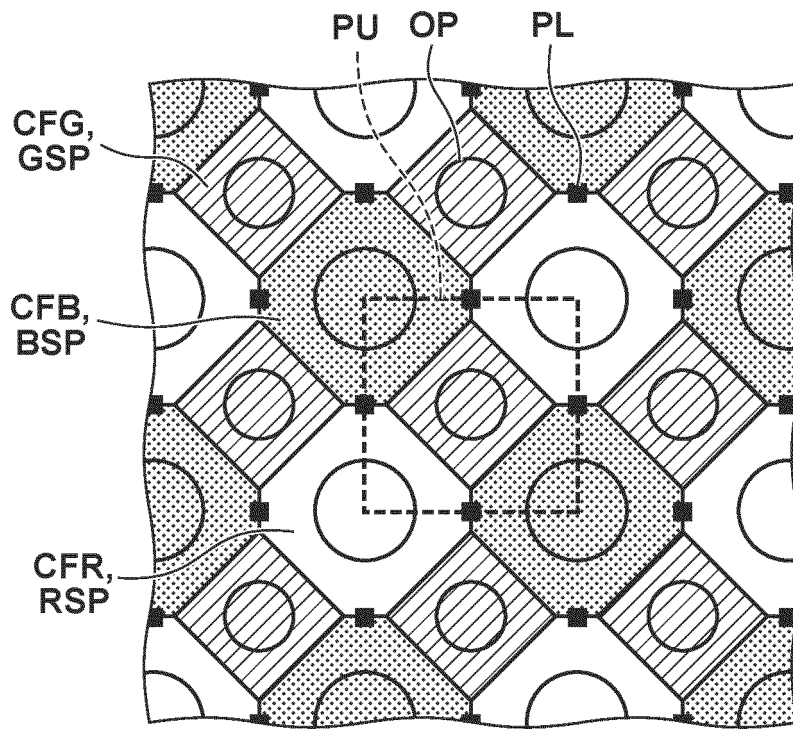 PU OP PL
CFG,
GSP
CFB,
BSP
CFR,
RSP